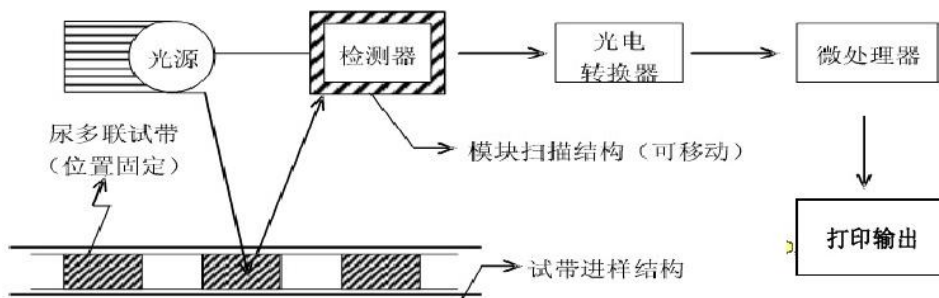 光源
检测器
光电
转换器
微处理器
尿多联试带
（位置固定）
模块扫描结构（可移动）
打印输出
试带进样结构